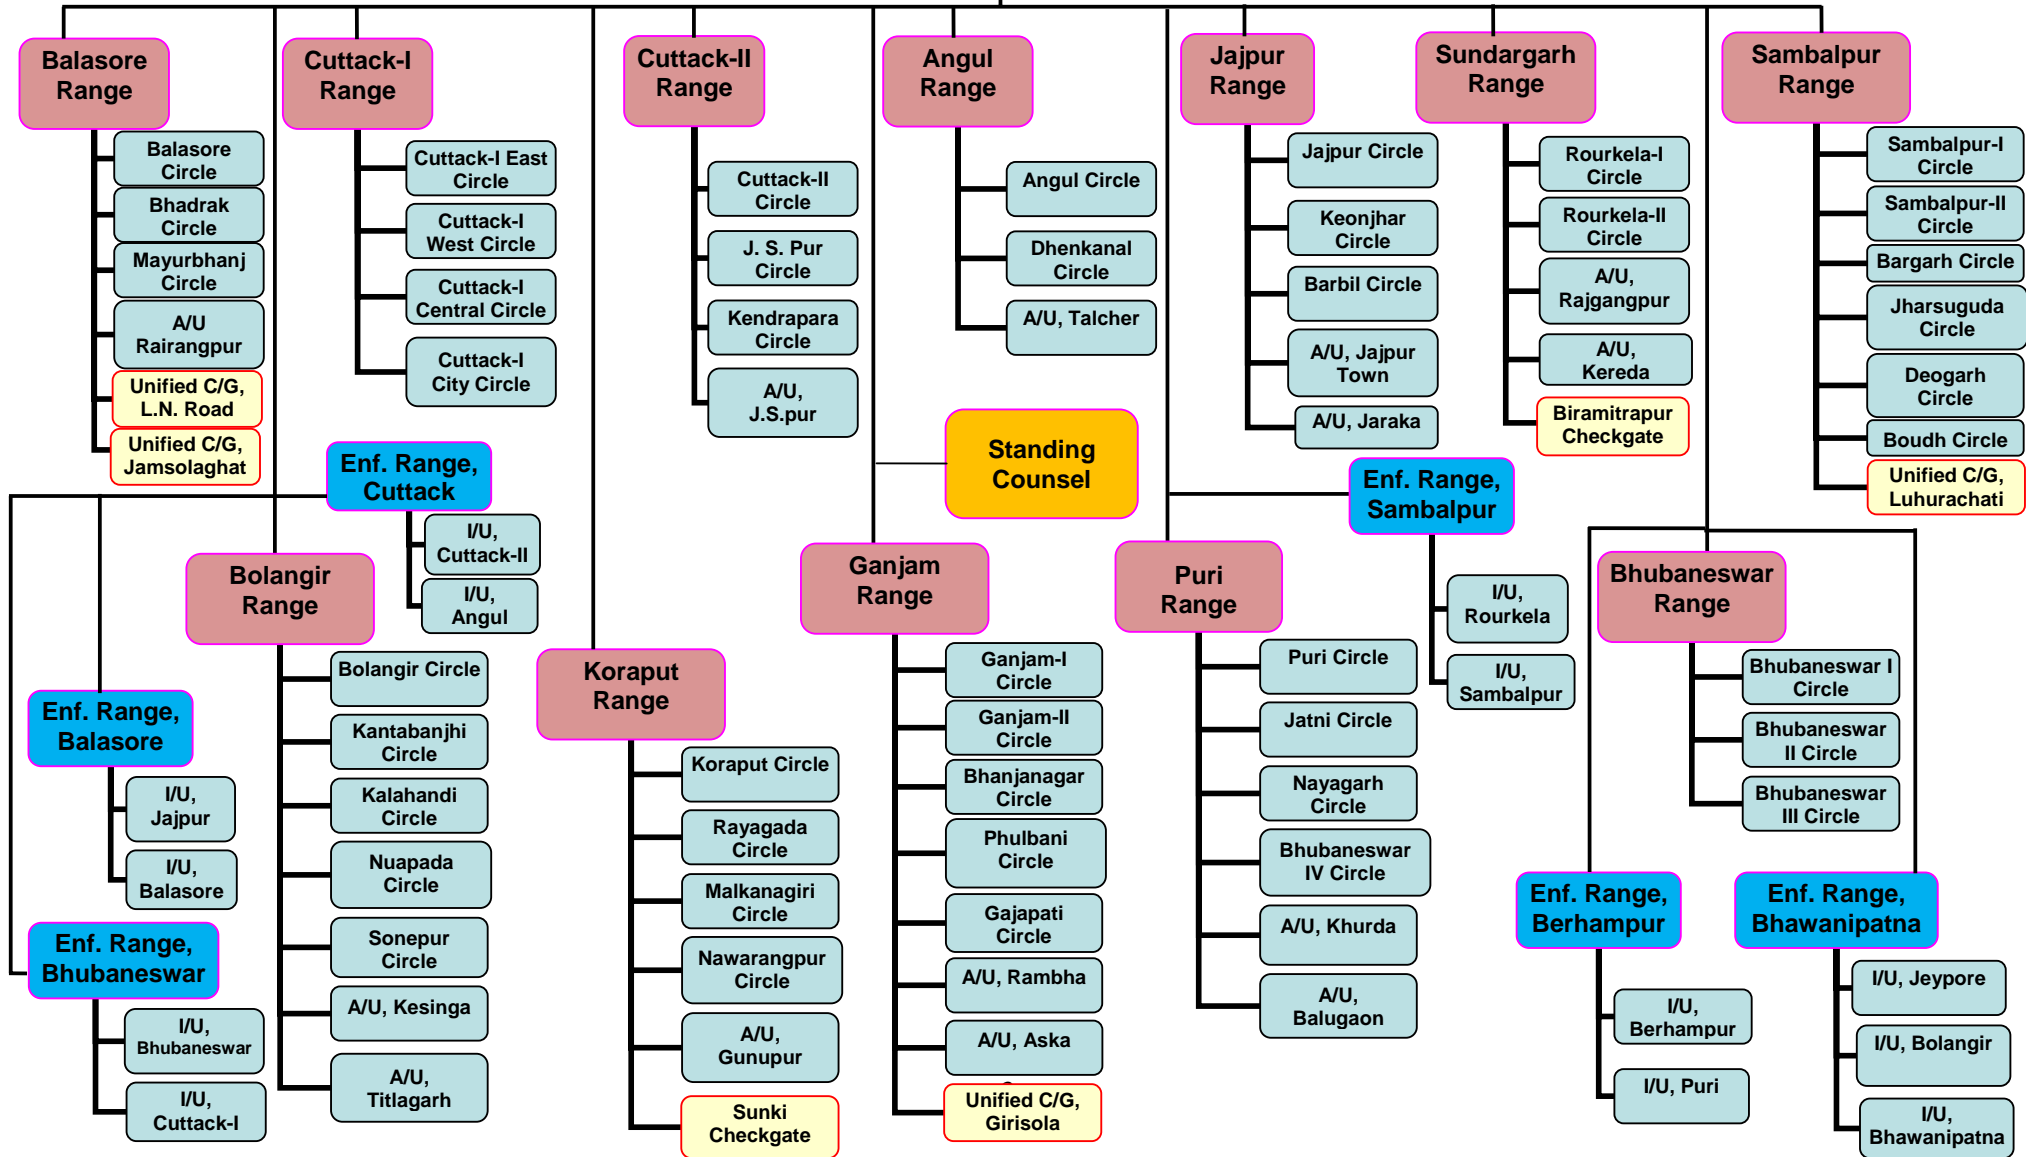 Balasore
Range
Balasore
Circle
Bhadrak
Circle
Mayurbhanj
Circle
A/U
Rairangpur
Unified C/G,
L.N. Road
Unified C/G,
Jamsolaghat
Cuttack-I
Range
Cuttack-I East
Circle
Cuttack-I
West Circle
Cuttack-I
Central Circle
Cuttack-I
City Circle
Cuttack-II
Range
Cuttack-II
Circle
J. S. Pur
Circle
Kendrapara
Circle
A/U,
J.S.pur
Angul
Range
Angul Circle
Dhenkanal
Circle
A/U, Talcher
Standing
Counsel
Jajpur
Range
Jajpur Circle
Keonjhar
Circle
Barbil Circle
A/U, Jajpur
Town
A/U, Jaraka
Sundargarh
Range
Rourkela-I
Circle
Rourkela-II
Circle
A/U,
Rajgangpur
A/U,
Kereda
Biramitrapur
Checkgate
Sambalpur
Range
Sambalpur-I
Circle
Sambalpur-II
Circle
Bargarh Circle
Jharsuguda
Circle
Deogarh
Circle
Boudh Circle
Unified C/G,
Luhurachati
Enf. Range,
Cuttack
I/U,
Cuttack-II
I/U,
Angul
Enf. Range,
Balasore
I/U,
Jajpur
I/U,
Balasore
Enf. Range,
Bhubaneswar
I/U,
Bhubaneswar
I/U,
Cuttack-I
Bolangir
Range
Bolangir Circle
Kantabanjhi
Circle
Kalahandi
Circle
Nuapada
Circle
Sonepur
Circle
A/U, Kesinga
A/U,
Titlagarh
Koraput
Range
Koraput Circle
Rayagada
Circle
Malkanagiri
Circle
Nawarangpur
Circle
A/U,
Gunupur
Sunki
Checkgate
Ganjam
Range
Ganjam-I
Circle
Ganjam-II
Circle
Bhanjanagar
Circle
Phulbani
Circle
Gajapati
Circle
A/U, Rambha
A/U, Aska
Unified C/G,
Girisola
Puri
Range
Puri Circle
Jatni Circle
Nayagarh
Circle
Bhubaneswar
IV Circle
A/U, Khurda
A/U,
Balugaon
Enf. Range,
Sambalpur
I/U,
Rourkela
I/U,
Sambalpur
Bhubaneswar
Range
Bhubaneswar I
Circle
Bhubaneswar
II Circle
Bhubaneswar
III Circle
Enf. Range,
Berhampur
I/U,
Berhampur
I/U, Puri
Enf. Range,
Bhawanipatna
I/U, Jeypore
I/U, Bolangir
I/U,
Bhawanipatna